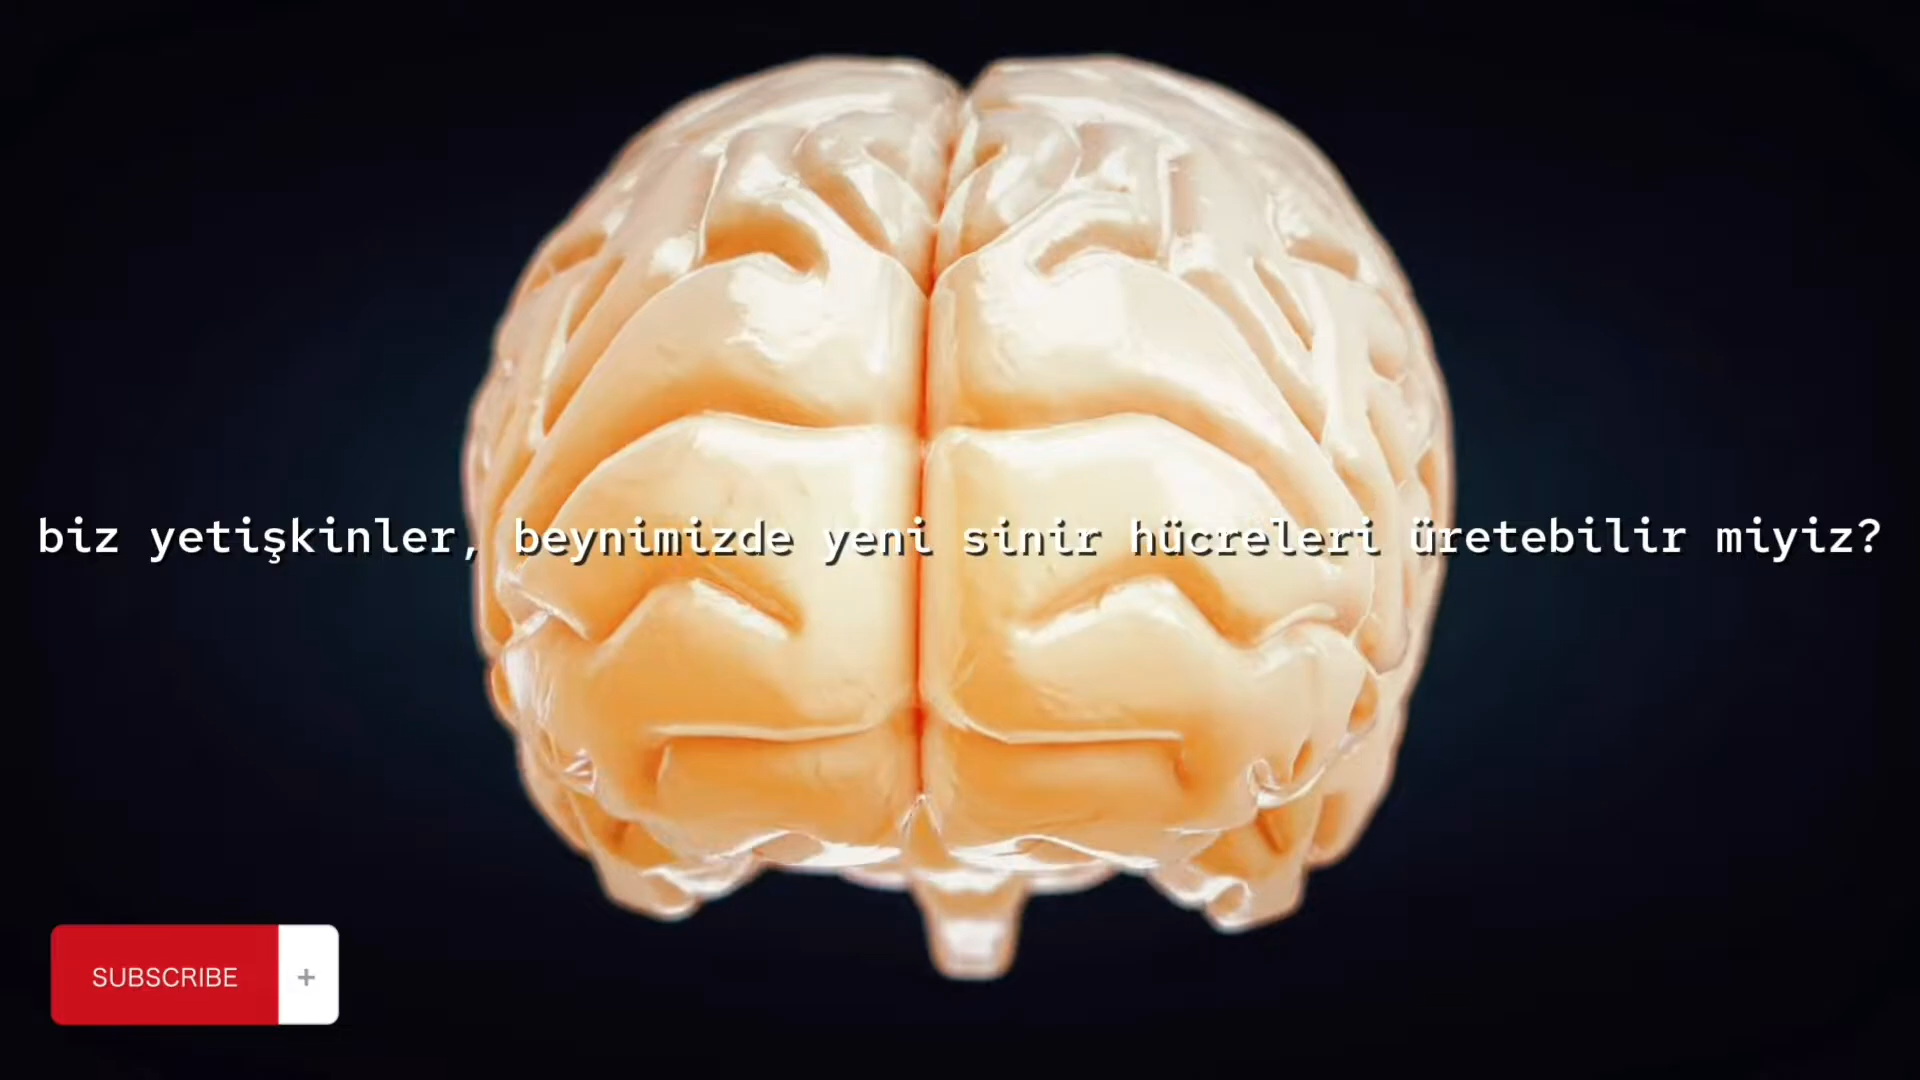 biz yetişkinler, beynimizde yeni sinir hücreleri üretebilir miyiz?
SUBSCRIBE +